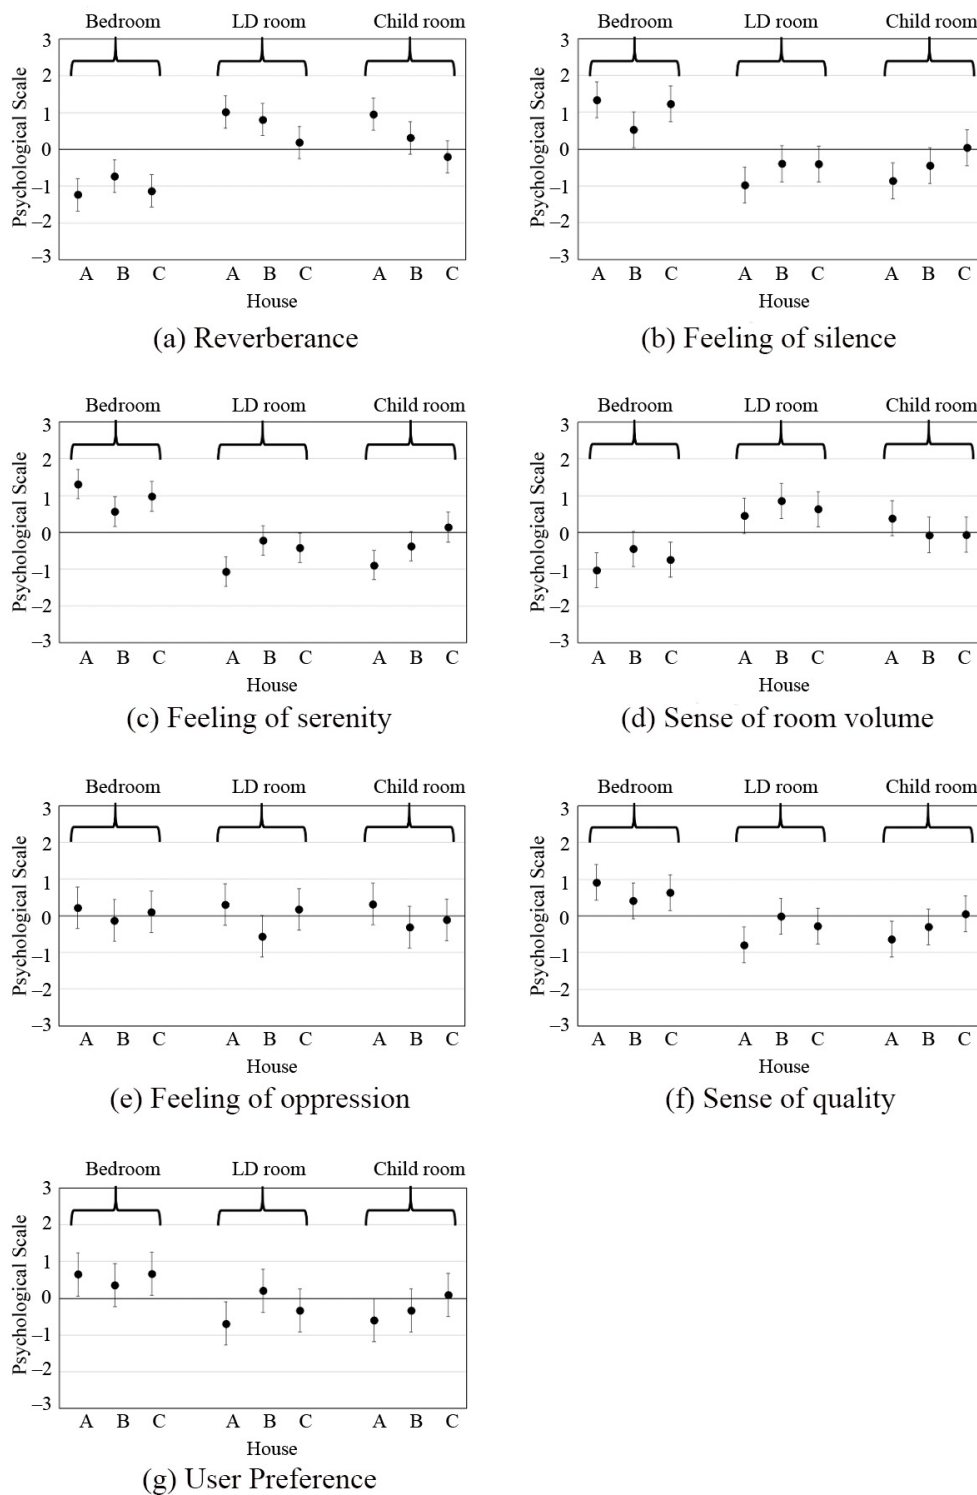 Bedroom LD room Child room
3
2
1
0
–1
–2
–3
Psychological Scale
A B C A B C A B C
House
(a) Reverberance
Bedroom LD room Child room
3
2
1
0
–1
–2
–3
Psychological Scale
A B C A B C A B C
House
(b) Feeling of silence
Bedroom LD room Child room
3
2
1
0
–1
–2
–3
Psychological Scale
A B C A B C A B C
House
(c) Feeling of serenity
Bedroom LD room Child room
3
2
1
0
–1
–2
–3
Psychological Scale
A B C A B C A B C
House
(d) Sense of room volume
Bedroom LD room Child room
3
2
1
0
–1
–2
–3
Psychological Scale
A B C A B C A B C
House
(e) Feeling of oppression
Bedroom LD room Child room
3
2
1
0
–1
–2
–3
Psychological Scale
A B C A B C A B C
House
(f) Sense of quality
Bedroom LD room Child room
3
2
1
0
–1
–2
–3
Psychological Scale
A B C A B C A B C
House
(g) User Preference